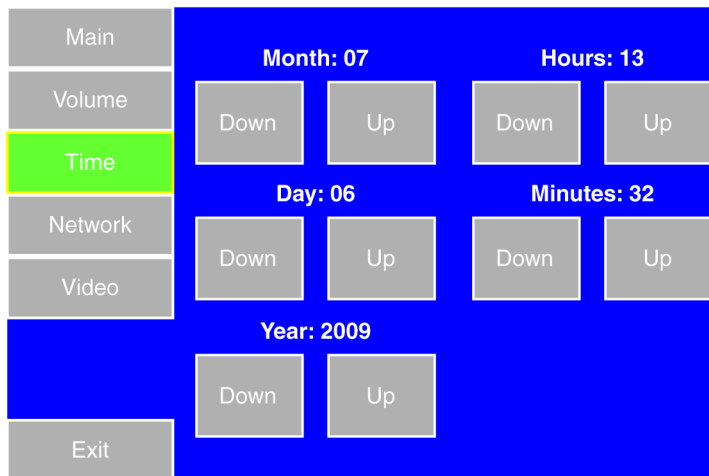 Main
Volume
Time
Network
Video
Exit
Month: 07
Down Up
Day: 06
Down Up
Year: 2009
Down Up
Hours: 13
Down Up
Minutes: 32
Down Up